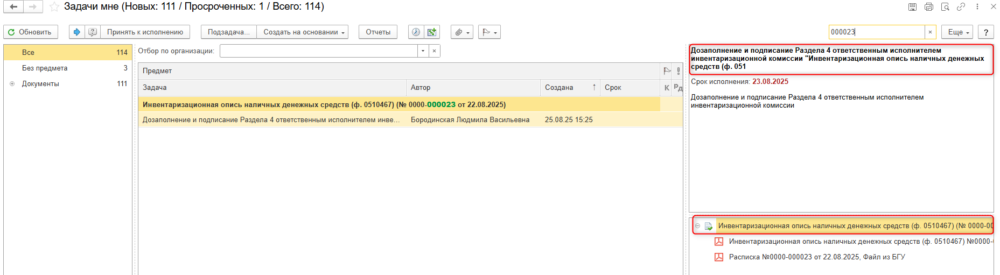 Задачи мне (Новых: 111 / Просроченных: 1 / Всего: 114)
Обновить
Принять к исполнению
Подзадача...
Создать на основании
Отчеты
000023
×
Еще
?
Все 114
Без предмета 3
Документы 111
Отбор по организации:
×
Предмет
Задача Автор Создана ↑ Срок К Рд
Инвентаризационная опись наличных денежных средств (ф. 0510467) (№ 0000-000023 от 22.08.2025)
Дозаполнение и подписание Раздела 4 ответственным исполнителем инве... Бородинская Людмила Васильевна 25.08.25 15:25
Дозаполнение и подписание Раздела 4 ответственным исполнителем
инвентаризационной комиссии "Инвентаризационная опись наличных денежных
средств (ф. 051
Срок исполнения: 23.08.2025
Дозаполнение и подписание Раздела 4 ответственным исполнителем
инвентаризационной комиссии
Инвентаризационная опись наличных денежных средств (ф. 0510467) (№ 0000-00
Инвентаризационная опись наличных денежных средств (ф. 0510467) №0000-
Расписка №0000-000023 от 22.08.2025, Файл из БГУ